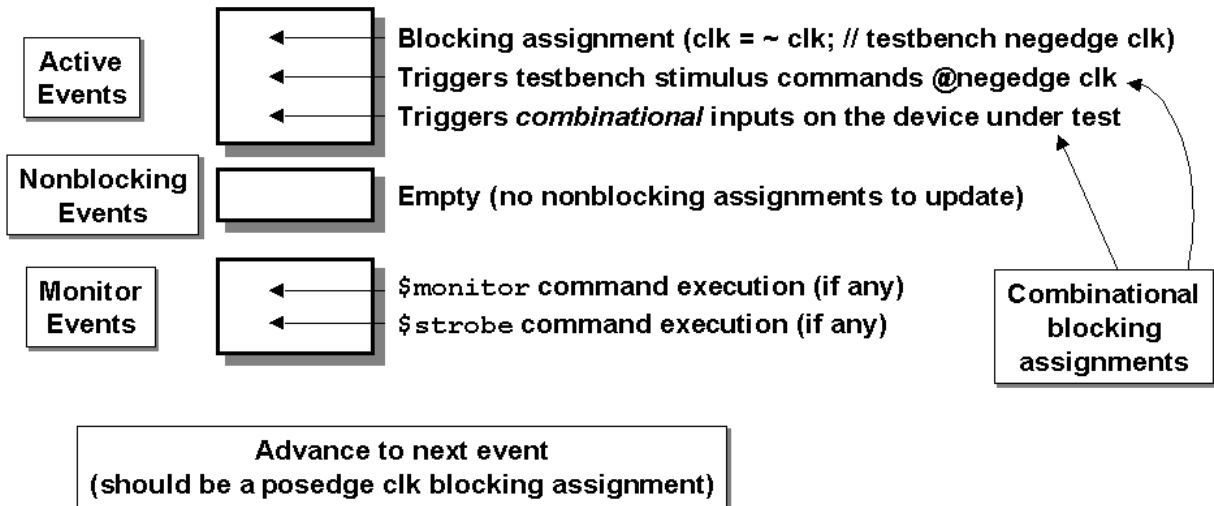 Active
Events
Blocking assignment (clk = ~ clk; // testbench negedge clk)
Triggers testbench stimulus commands @negedge clk
Triggers combinational inputs on the device under test
Nonblocking
Events
Empty (no nonblocking assignments to update)
Monitor
Events
$monitor command execution (if any)
$strobe command execution (if any)
Combinational
blocking
assignments
Advance to next event
(should be a posedge clk blocking assignment)